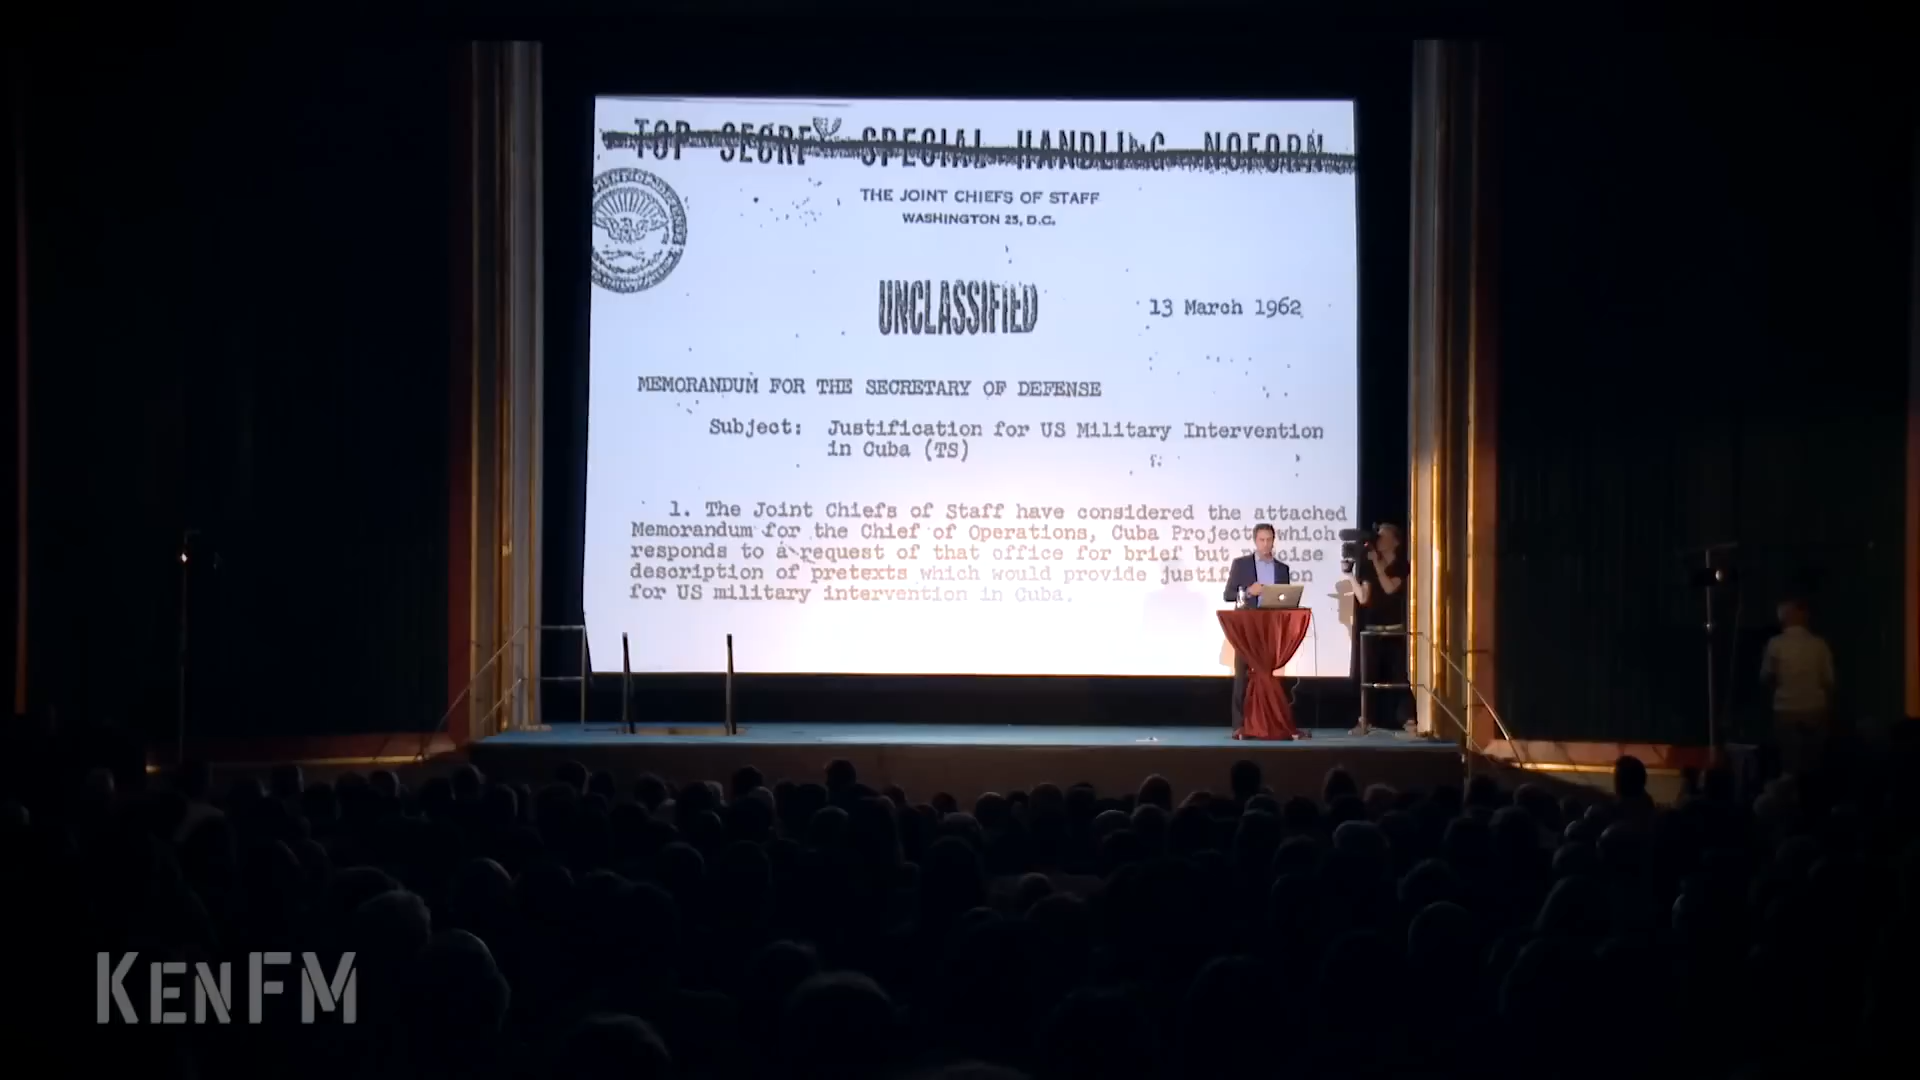 TOP SECRET SPECIAL HANDLING NOFORN
THE JOINT CHIEFS OF STAFF
WASHINGTON 25, D.C.
UNCLASSIFIED
13 March 1962
MEMORANDUM FOR THE SECRETARY OF DEFENSE
Subject: Justification for US Military Intervention
in Cuba (TS)
1. The Joint Chiefs of Staff have considered the attached
Memorandum for the Chief of Operations, Cuba Project, which
responds to a request of that office for brief but precise
description of pretexts which would provide justification
for US military intervention in Cuba.
KENFM